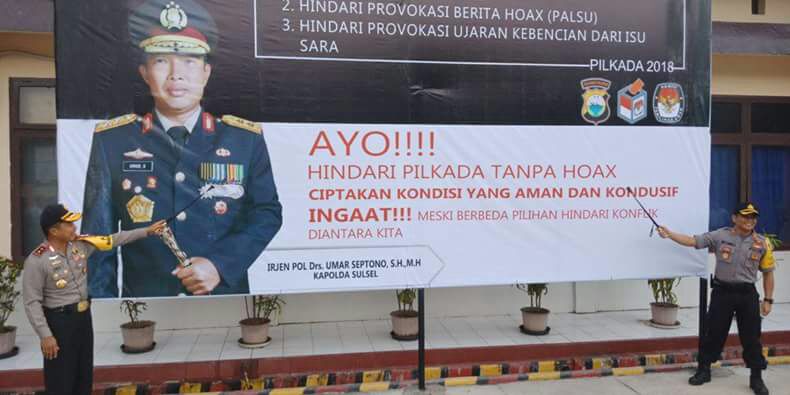 2. HINDARI PROVOKASI BERITA HOAX (PALSU)
3. HINDARI PROVOKASI UJARAN KEBENCIAN DARI ISU
SARA
PILKADA 2018
AYO!!!!
HINDARI PILKADA TANPA HOAX
CIPTAKAN KONDISI YANG AMAN DAN KONDUSIF
INGAAT!!! MESKI BERBEDA PILIHAN HINDARI KONFLIK
DIANTARA KITA
IRJEN POL Drs. UMAR SEPTONO, S.H.,M.H
KAPOLDA SULSEL